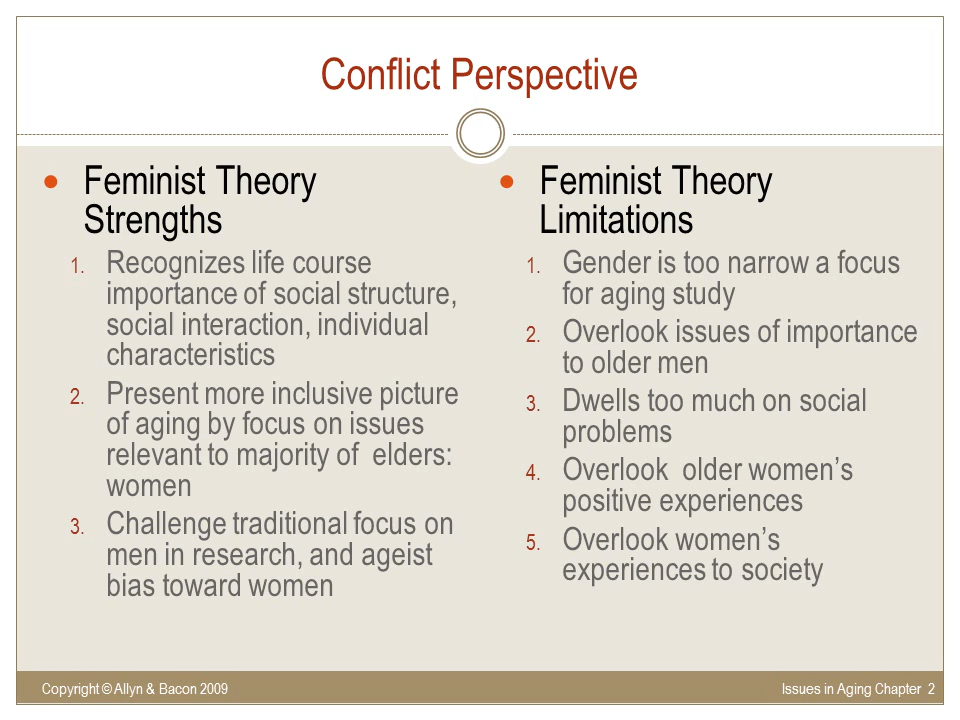 Conflict Perspective
Feminist Theory
Strengths
1. Recognizes life course
importance of social structure,
social interaction, individual
characteristics
2. Present more inclusive picture
of aging by focus on issues
relevant to majority of elders:
women
3. Challenge traditional focus on
men in research, and ageist
bias toward women
Feminist Theory
Limitations
1. Gender is too narrow a focus
for aging study
2. Overlook issues of importance
to older men
3. Dwells too much on social
problems
4. Overlook older women’s
positive experiences
5. Overlook women’s
experiences to society
Copyright © Allyn & Bacon 2009
Issues in Aging Chapter 2